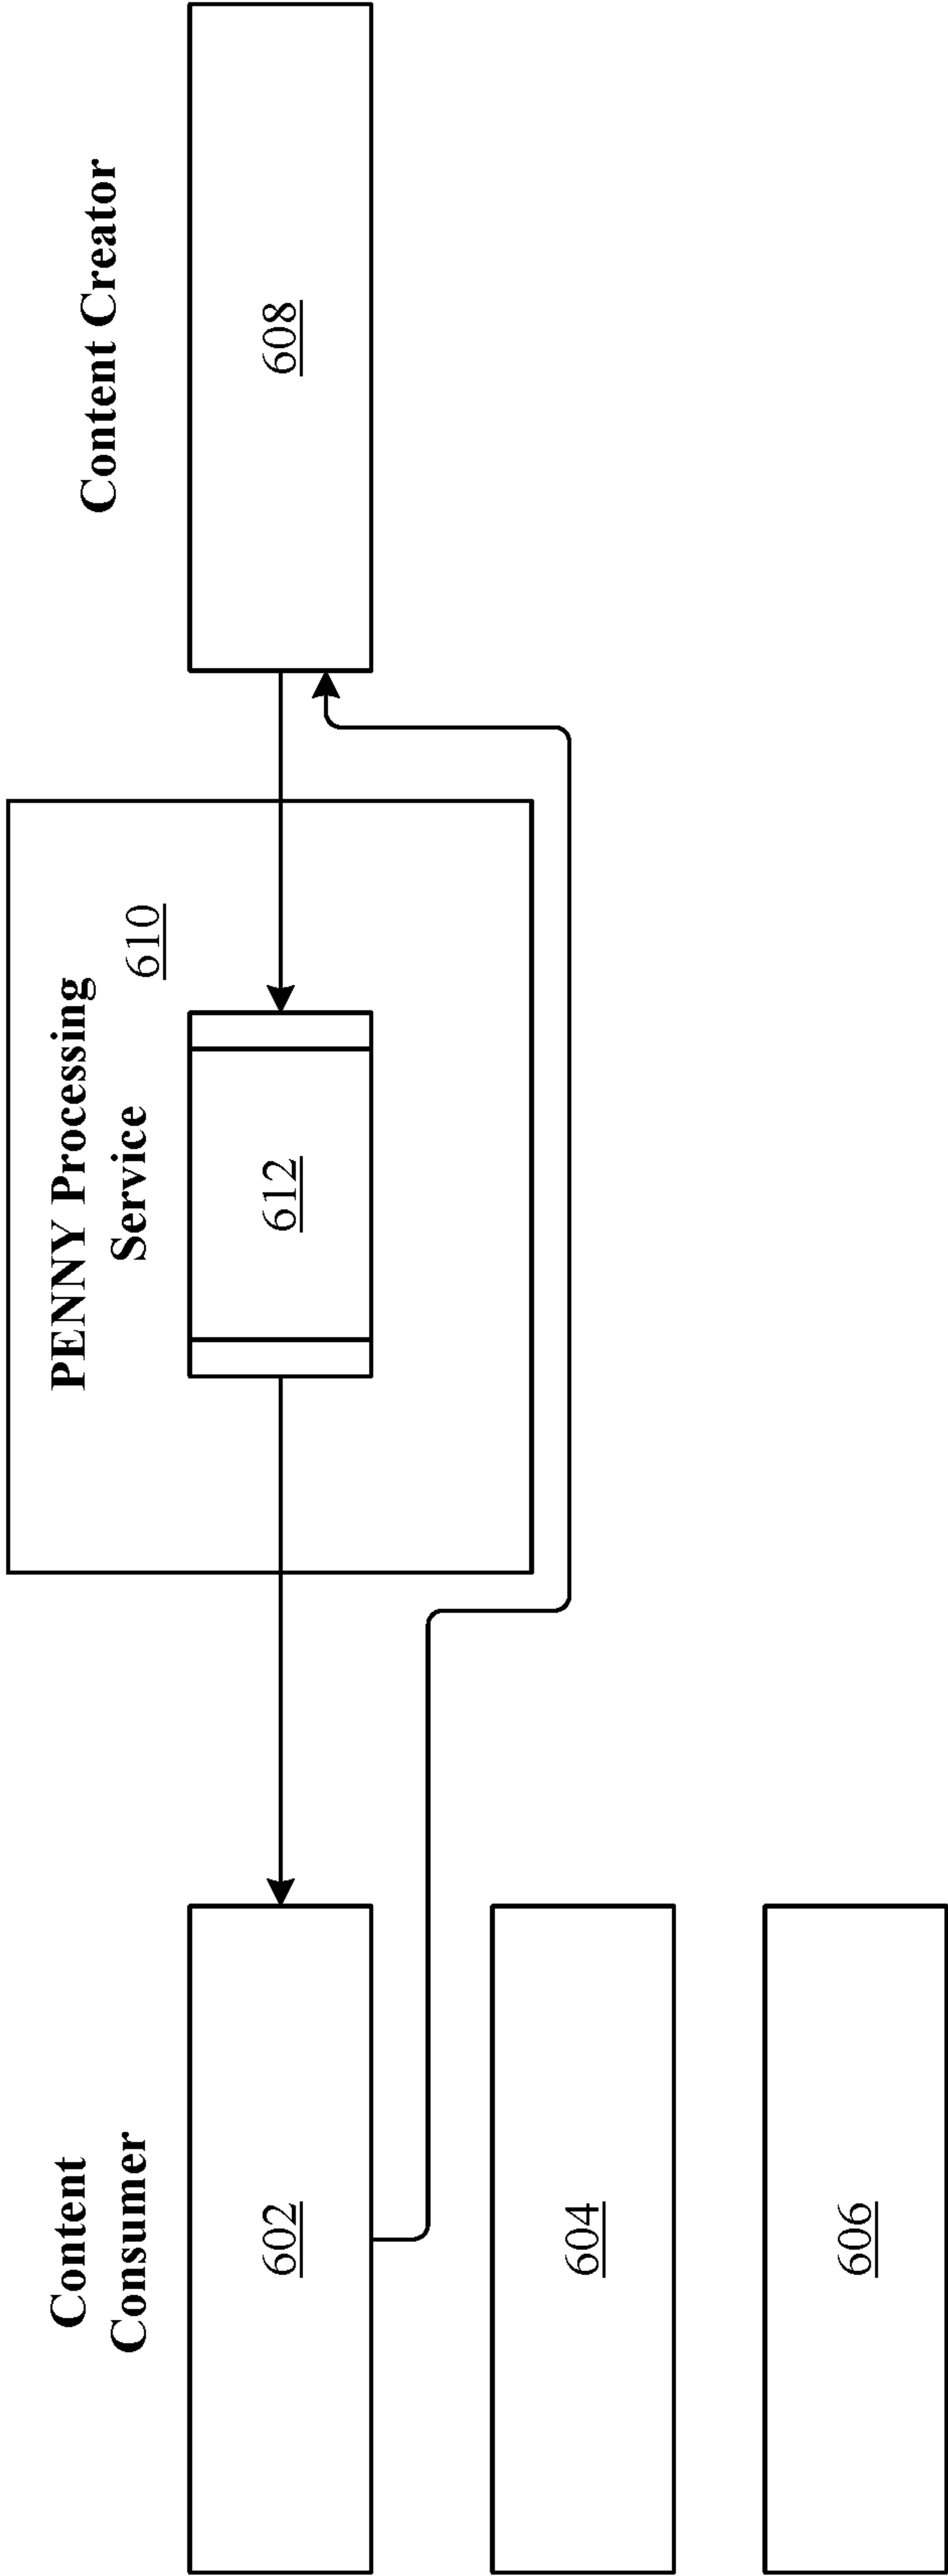 Content
Consumer
602
604
606
PENNY Processing
Service
610
612
Content Creator
608